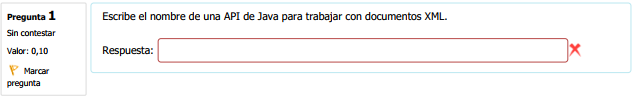 Pregunta 1
Sin contestar
Valor: 0,10
Marcar
pregunta
Escribe el nombre de una API de Java para trabajar con documentos XML.
Respuesta: